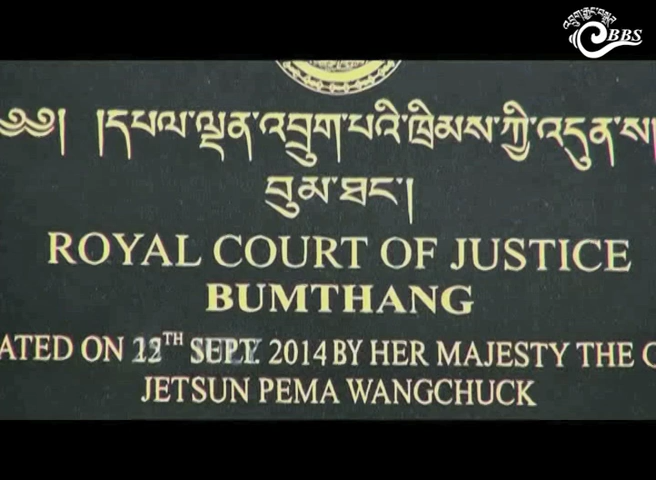 BBS
༄༅། །དཔལ་ལྡན་འབྲུག་པའི་ཁྲིམས་ཀྱི་འདུན་ས།
བུམ་ཐང་།
ROYAL COURT OF JUSTICE
BUMTHANG
ATED ON SEPT. 2014 BY HER MAJESTY THE
JETSUN PEMA WANGCHUCK